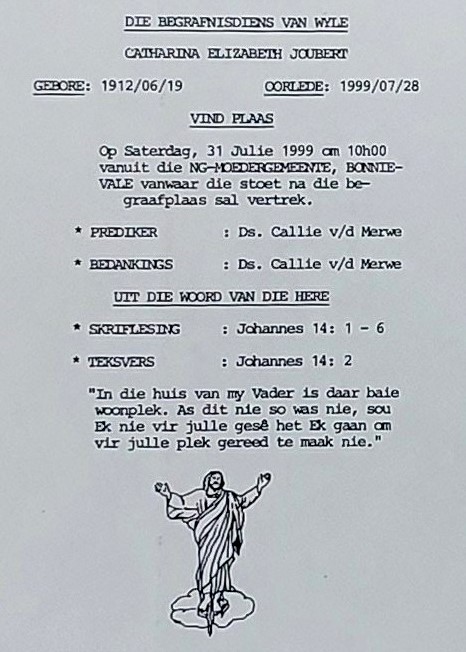 DIE BEGRAFNISDIENS VAN WYLE
CATHARINA ELIZABETH JOUBERT
GEBORE: 1912/06/19 OORLEDE: 1999/07/28
VIND PLAAS
Op Saterdag, 31 Julie 1999 om 10h00
vanuit die NG-MOEDERGEMEENTE, BONNIE-
VALE vanwaar die stoet na die be-
graafplaas sal vertrek.
* PREDIKER : Ds. Callie v/d Merwe
* BEDANKINGS : Ds. Callie v/d Merwe
UIT DIE WOORD VAN DIE HERE
* SKRIFLESING : Johannes 14: 1 - 6
* TEKSVERS : Johannes 14: 2
"In die huis van my Vader is daar baie
woonplek. As dit nie so was nie, sou
Ek nie vir julle gesê het Ek gaan om
vir julle plek gereed te maak nie."